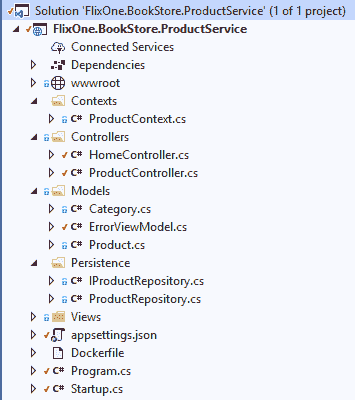 Solution 'FlixOne.BookStore.ProductService' (1 of 1 project)
FlixOne.BookStore.ProductService
Connected Services
Dependencies
wwwroot
Contexts
C# ProductContext.cs
Controllers
C# HomeController.cs
C# ProductController.cs
Models
C# Category.cs
C# ErrorViewModel.cs
C# Product.cs
Persistence
C# IProductRepository.cs
C# ProductRepository.cs
Views
appsettings.json
Dockerfile
C# Program.cs
C# Startup.cs